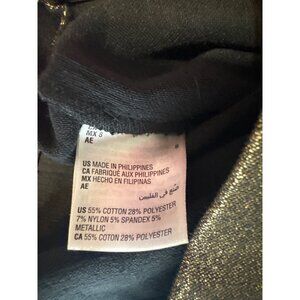 MX S
AE
US MADE IN PHILIPPINES
CA FABRIQUÉ AUX PHILIPPINES
MX HECHO EN FILIPINAS
AE
صنع في الفلبين
US 55% COTTON 28% POLYESTER
7% NYLON 5% SPANDEX 5%
METALLIC
CA 55% COTON 28% POLYESTER